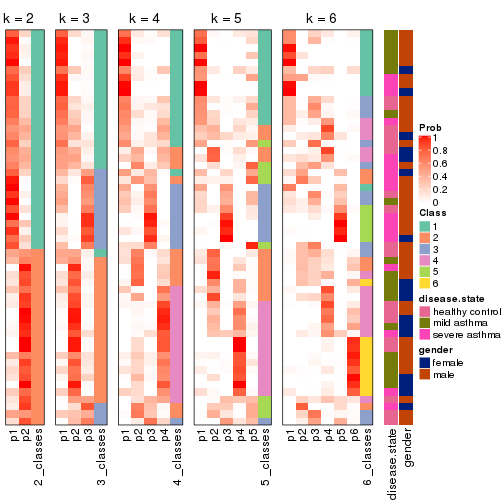 k = 2 k = 3 k = 4 k = 5 k = 6
Prob
1
0.8
0.6
0.4
0.2
0
Class
1
2
3
4
5
6
disease.state
healthy control
mild asthma
severe asthma
gender
female
male
p1 p2 2_classes p1 p2 p3 3_classes p1 p2 p3 p4 4_classes p1 p2 p3 p4 p5 5_classes p1 p2 p3 p4 p5 p6 6_classes disease.state gender